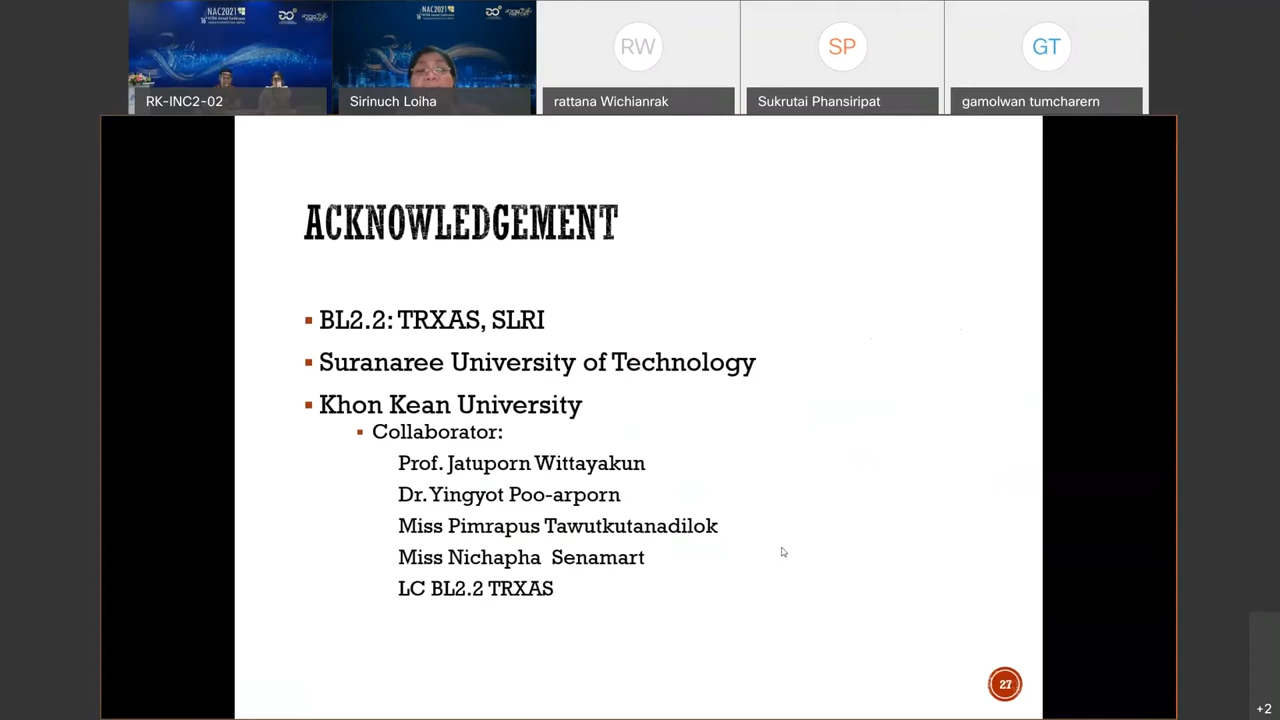 NAC2021
NAC2021
RK-INC2-02
Sirinuch Loiha
RW
rattana Wichianrak
SP
Sukrutai Phansiripat
GT
gamolwan tumcharern
ACKNOWLEDGEMENT
▪ BL2.2: TRXAS, SLRI
▪ Suranaree University of Technology
▪ Khon Kean University
▪ Collaborator:
Prof. Jatuporn Wittayakun
Dr. Yingyot Poo-arporn
Miss Pimrapus Tawutkutanadilok
Miss Nichapha Senamart
LC BL2.2 TRXAS
27
+2